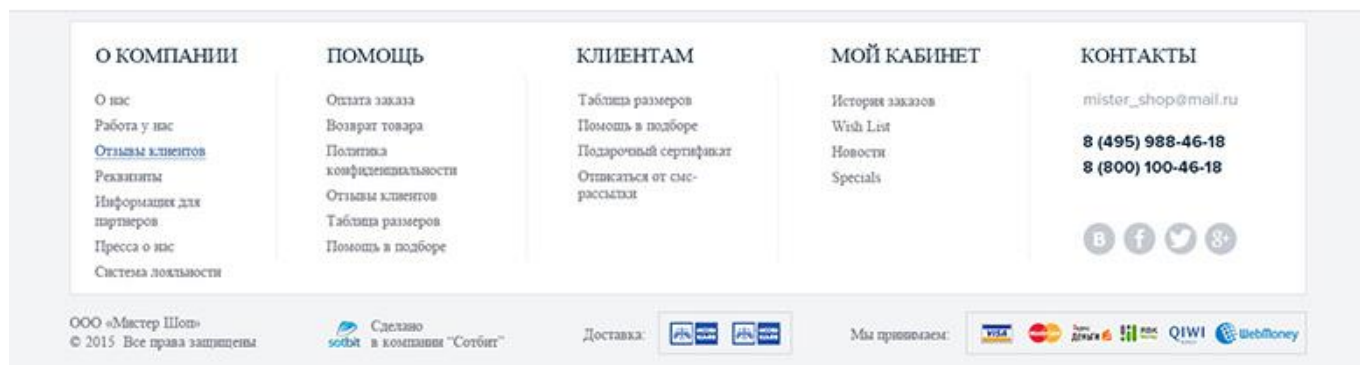 О КОМПАНИИ
О нас
Работа у нас
Отзывы клиентов
Реквизиты
Информация для
партнеров
Пресса о нас
Система лояльности
ПОМОЩЬ
Оплата заказа
Возврат товара
Политика
конфиденциальности
Отзывы клиентов
Таблица размеров
Помощь в подборе
КЛИЕНТАМ
Таблица размеров
Помощь в подборе
Подарочный сертификат
Отписаться от смс-
рассылки
МОЙ КАБИНЕТ
История заказов
Wish List
Новости
Specials
КОНТАКТЫ
mister_shop@mail.ru
8 (495) 988-46-18
8 (800) 100-46-18
ООО «Мистер Шоп»
© 2015 Все права защищены
sotbit
Сделано
в компании "Сотбит"
Доставка:
Мы принимаем:
VISA
MasterCard
Яндекс
деньги
РБК
QIWI
WebMoney